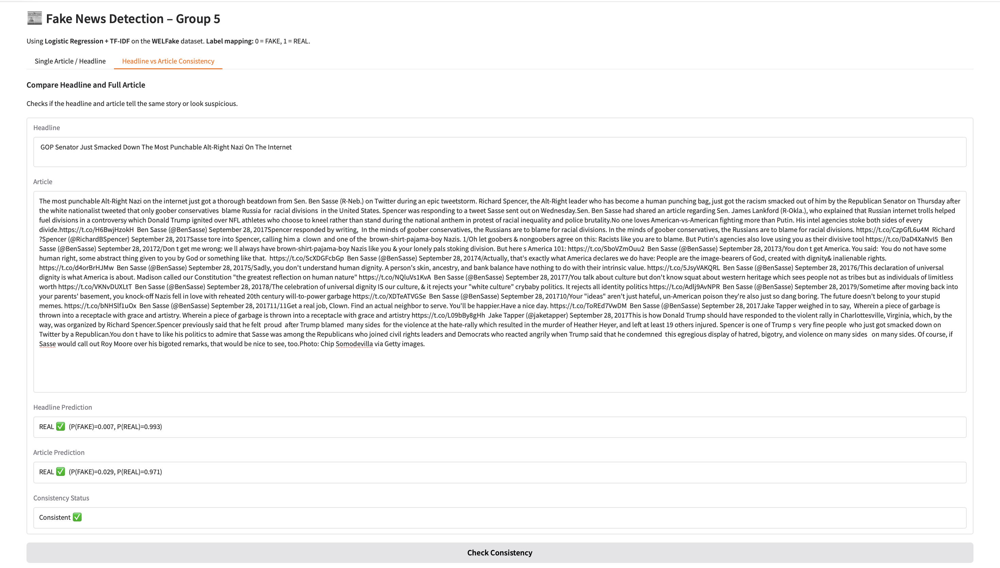 Fake News Detection – Group 5
Using Logistic Regression + TF-IDF on the WELFake dataset. Label mapping: 0 = FAKE, 1 = REAL.
Single Article / Headline
Headline vs Article Consistency
Compare Headline and Full Article
Checks if the headline and article tell the same story or look suspicious.
Headline
GOP Senator Just Smacked Down The Most Punchable Alt-Right Nazi On The Internet
Article
The most punchable Alt-Right Nazi on the internet just got a thorough beatdown from Sen. Ben Sasse (R-Neb.) on Twitter during an epic tweetstorm. Richard Spencer, the Alt-Right leader who has become a human punching bag, just got the racism smacked out of him by the Republican Senator on Thursday after
the white nationalist tweeted that only goober conservatives  blame Russia for  racial divisions  in the United States. Spencer was responding to a tweet Sasse sent out on Wednesday.Sen. Ben Sasse had shared an article regarding Sen. James Lankford (R-Okla.), who explained that Russian internet trolls helped
fuel divisions in a controversy which Donald Trump ignited over NFL athletes who choose to kneel rather than stand during the national anthem in protest of racial inequality and police brutality.No one loves American-vs-American fighting more than Putin. His intel agencies stoke both sides of every
divide.https://t.co/H6BwjHzokH  Ben Sasse (@BenSasse) September 28, 2017Spencer responded by writing,  In the minds of goober conservatives, the Russians are to blame for racial divisions. In the minds of goober conservatives, the Russians are to blame for racial divisions. https://t.co/CzpGfL6u4M  Richard
?Spencer (@RichardBSpencer) September 28, 2017Sasse tore into Spencer, calling him a  clown  and one of the  brown-shirt-pajama-boy Nazis. 1/Oh let goobers & nongoobers agree on this: Racists like you are to blame. But Putin's agencies also love using you as their divisive tool https://t.co/DaD4XaNvI5  Ben
Sasse (@BenSasse) September 28, 20172/Don t get me wrong: we ll always have brown-shirt-pajama-boy Nazis like you & your lonely pals stoking division. But here s America 101: https://t.co/SboVZmOuu2  Ben Sasse (@BenSasse) September 28, 20173/You don t get America. You said:  You do not have some
human right, some abstract thing given to you by God or something like that.  https://t.co/ScXDGFcbGp  Ben Sasse (@BenSasse) September 28, 20174/Actually, that's exactly what America declares we do have: People are the image-bearers of God, created with dignity& inalienable rights.
https://t.co/d4orBrHJMw  Ben Sasse (@BenSasse) September 28, 20175/Sadly, you don't understand human dignity. A person's skin, ancestry, and bank balance have nothing to do with their intrinsic value. https://t.co/5JsyVAKQRL  Ben Sasse (@BenSasse) September 28, 20176/This declaration of universal
dignity is what America is about. Madison called our Constitution "the greatest reflection on human nature" https://t.co/NQluVs1KvA  Ben Sasse (@BenSasse) September 28, 20177/You talk about culture but don't know squat about western heritage which sees people not as tribes but as individuals of limitless
worth https://t.co/VKNvDUXLtT  Ben Sasse (@BenSasse) September 28, 20178/The celebration of universal dignity IS our culture, & it rejects your "white culture" crybaby politics. It rejects all identity politics https://t.co/Adlj9AvNPR  Ben Sasse (@BenSasse) September 28, 20179/Sometime after moving back into
your parents' basement, you knock-off Nazis fell in love with reheated 20th century will-to-power garbage https://t.co/XDTeATVGSe  Ben Sasse (@BenSasse) September 28, 201710/Your "ideas" aren't just hateful, un-American poison they're also just so dang boring. The future doesn't belong to your stupid
memes. https://t.co/bNHSlf1uOx  Ben Sasse (@BenSasse) September 28, 201711/11Get a real job, Clown. Find an actual neighbor to serve. You'll be happier.Have a nice day. https://t.co/ToREd7VwDM  Ben Sasse (@BenSasse) September 28, 2017Jake Tapper weighed in to say,  Wherein a piece of garbage is
thrown into a receptacle with grace and artistry. Wherein a piece of garbage is thrown into a receptacle with grace and artistry https://t.co/L09bBy8gHh  Jake Tapper (@jaketapper) September 28, 2017This is how Donald Trump should have responded to the violent rally in Charlottesville, Virginia, which, by the
way, was organized by Richard Spencer.Spencer previously said that he felt  proud  after Trump blamed  many sides  for the violence at the hate-rally which resulted in the murder of Heather Heyer, and left at least 19 others injured. Spencer is one of Trump s  very fine people  who just got smacked down on
Twitter by a Republican.You don t have to like his politics to admire that Sasse was among the Republicans who joined civil rights leaders and Democrats who reacted angrily when Trump said that he condemned  this egregious display of hatred, bigotry, and violence on many sides   on many sides. Of course, if
Sasse would call out Roy Moore over his bigoted remarks, that would be nice to see, too.Photo: Chip Somodevilla via Getty images.
Headline Prediction
REAL ✅ (P(FAKE)=0.007, P(REAL)=0.993)
Article Prediction
REAL ✅ (P(FAKE)=0.029, P(REAL)=0.971)
Consistency Status
Consistent ✅
Check Consistency